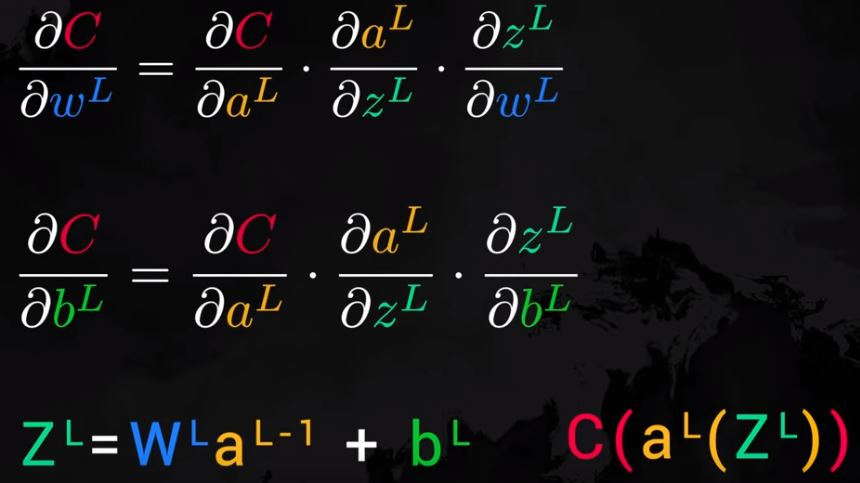 ∂C/∂w^L = ∂C/∂a^L · ∂a^L/∂z^L · ∂z^L/∂w^L
∂C/∂b^L = ∂C/∂a^L · ∂a^L/∂z^L · ∂z^L/∂b^L
Z^L = W^L a^(L-1) + b^L C(a^L(Z^L))